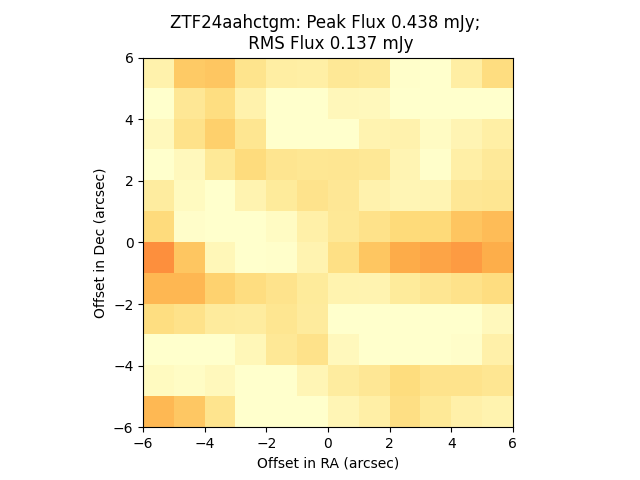 ZTF24aahctgm: Peak Flux 0.438 mJy;
RMS Flux 0.137 mJy
6
4
2
0
−2
−4
−6
Offset in Dec (arcsec)
−6 −4 −2 0 2 4 6
Offset in RA (arcsec)